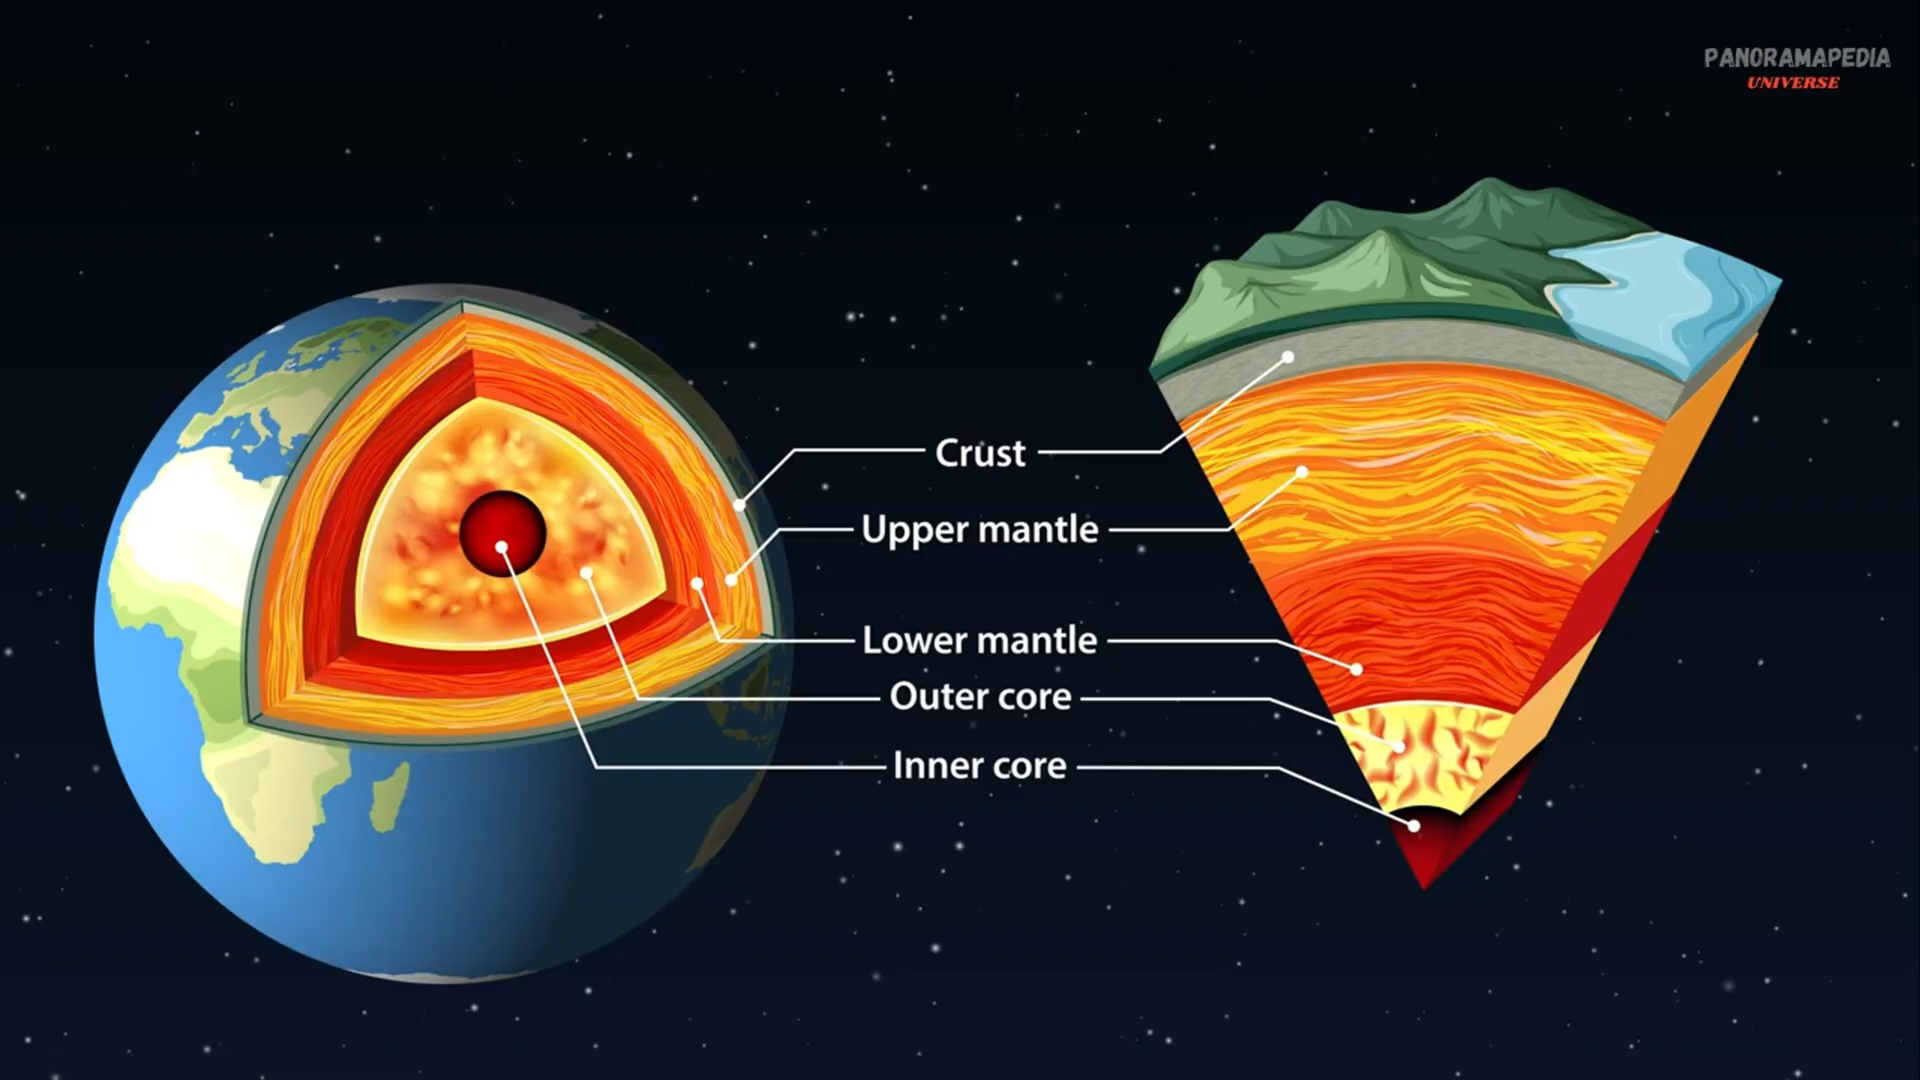 PANORAMAPEDIA
UNIVERSE
Crust
Upper mantle
Lower mantle
Outer core
Inner core